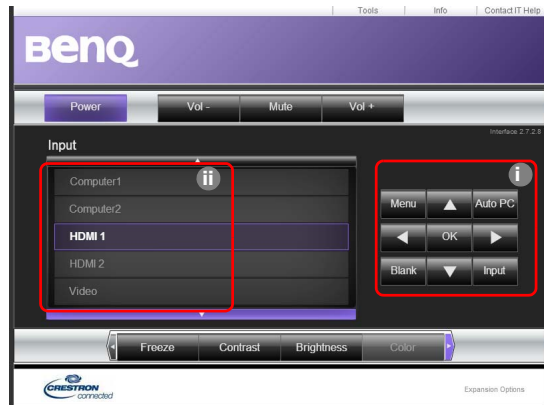 Tools | Info | Contact IT Help
BenQ
Power Vol - Mute Vol +
Interface 2.7.2.8
Input
ii
i
Computer1
Computer2
HDMI 1
HDMI 2
Video
Menu Auto PC
OK
Blank Input
Freeze Contrast Brightness Color
CRESTRON
connected
Expansion Options